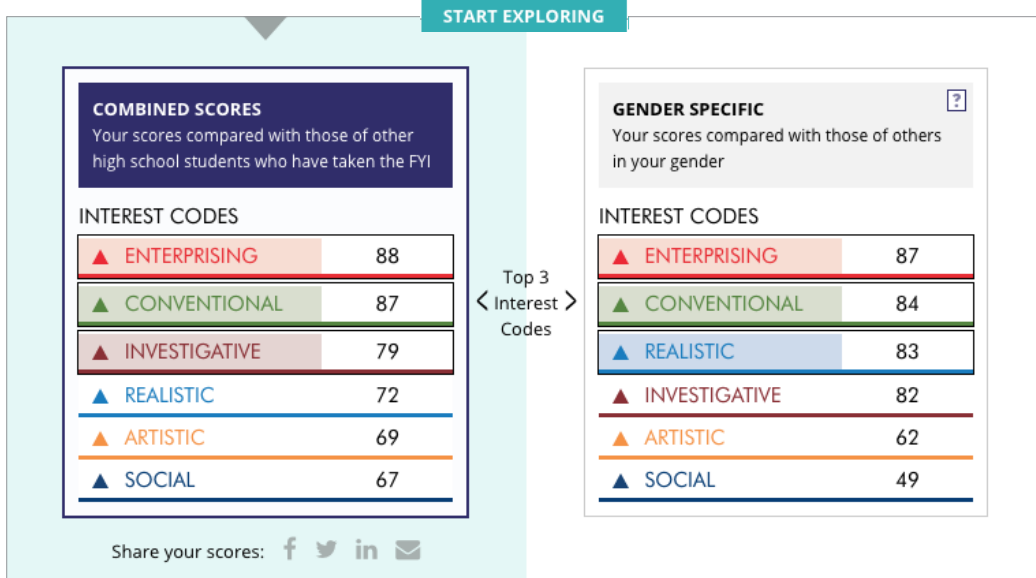 START EXPLORING
COMBINED SCORES
Your scores compared with those of other
high school students who have taken the FYI
INTEREST CODES
ENTERPRISING 88
CONVENTIONAL 87
INVESTIGATIVE 79
REALISTIC 72
ARTISTIC 69
SOCIAL 67
Share your scores:
Top 3
< Interest >
Codes
GENDER SPECIFIC ?
Your scores compared with those of others
in your gender
INTEREST CODES
ENTERPRISING 87
CONVENTIONAL 84
REALISTIC 83
INVESTIGATIVE 82
ARTISTIC 62
SOCIAL 49